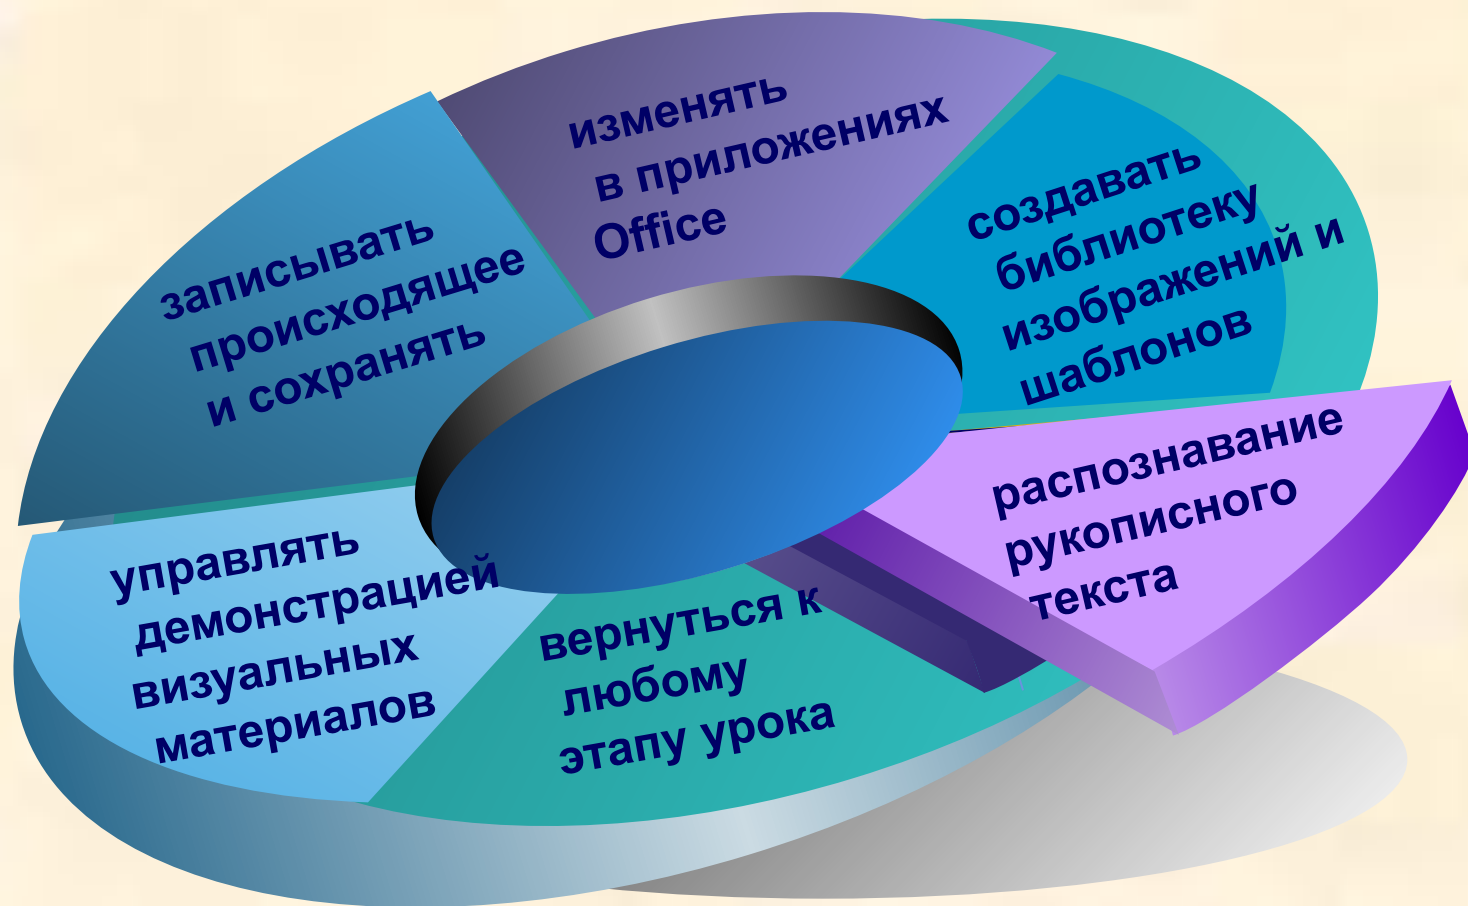 изменять
в приложениях
Office
создавать
библиотеку
изображений и
шаблонов
распознавание
рукописного
текста
вернуться к
любому
этапу урока
управлять
демонстрацией
визуальных
материалов
записывать
происходящее
и сохранять